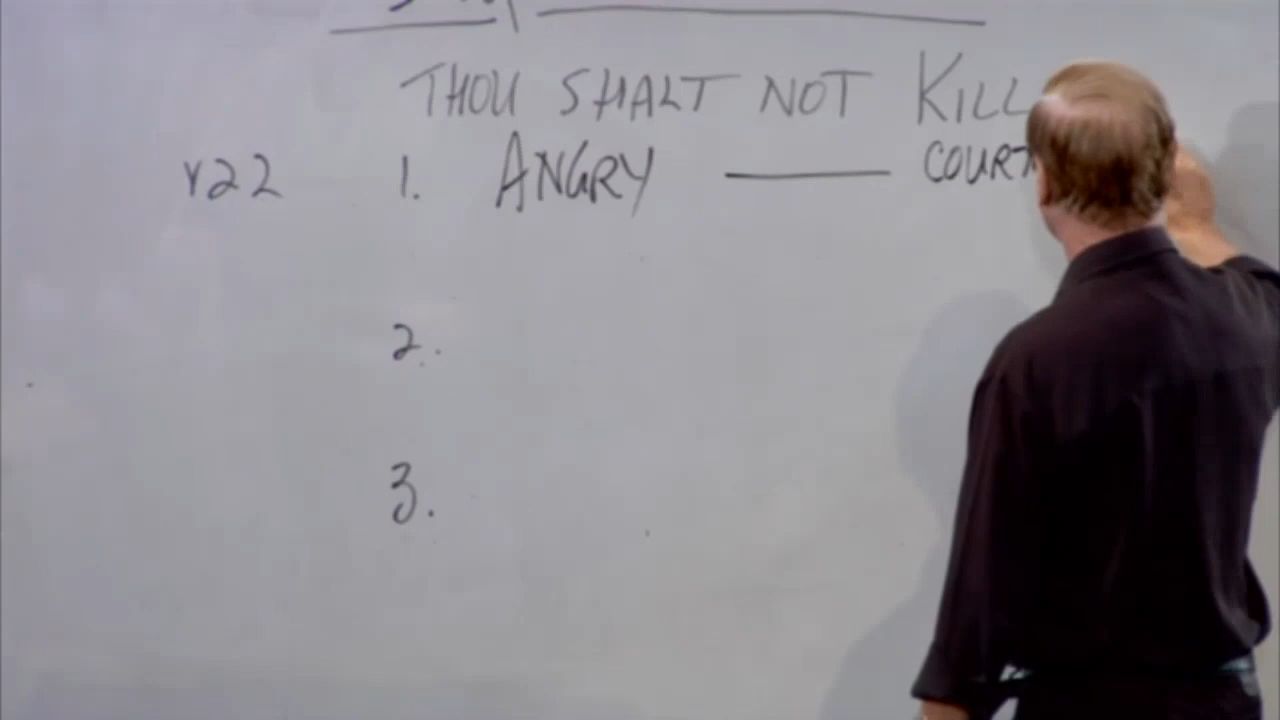 THOU SHALT NOT KILL
v22 1. ANGRY — COURT
2.
3.